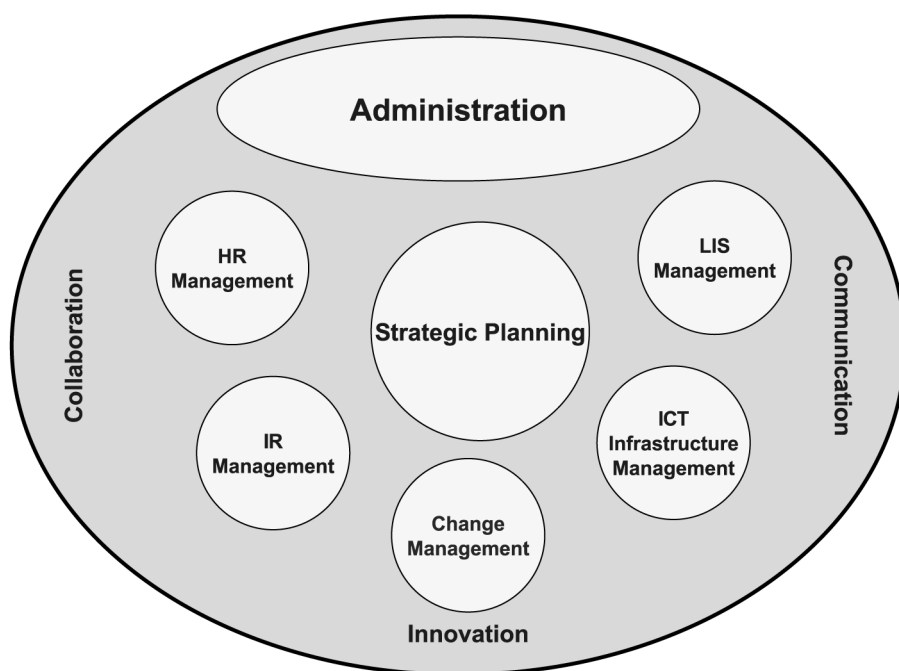 Administration
HR
Management
LIS
Management
Collaboration
Strategic Planning
Communication
IR
Management
ICT
Infrastructure
Management
Change
Management
Innovation